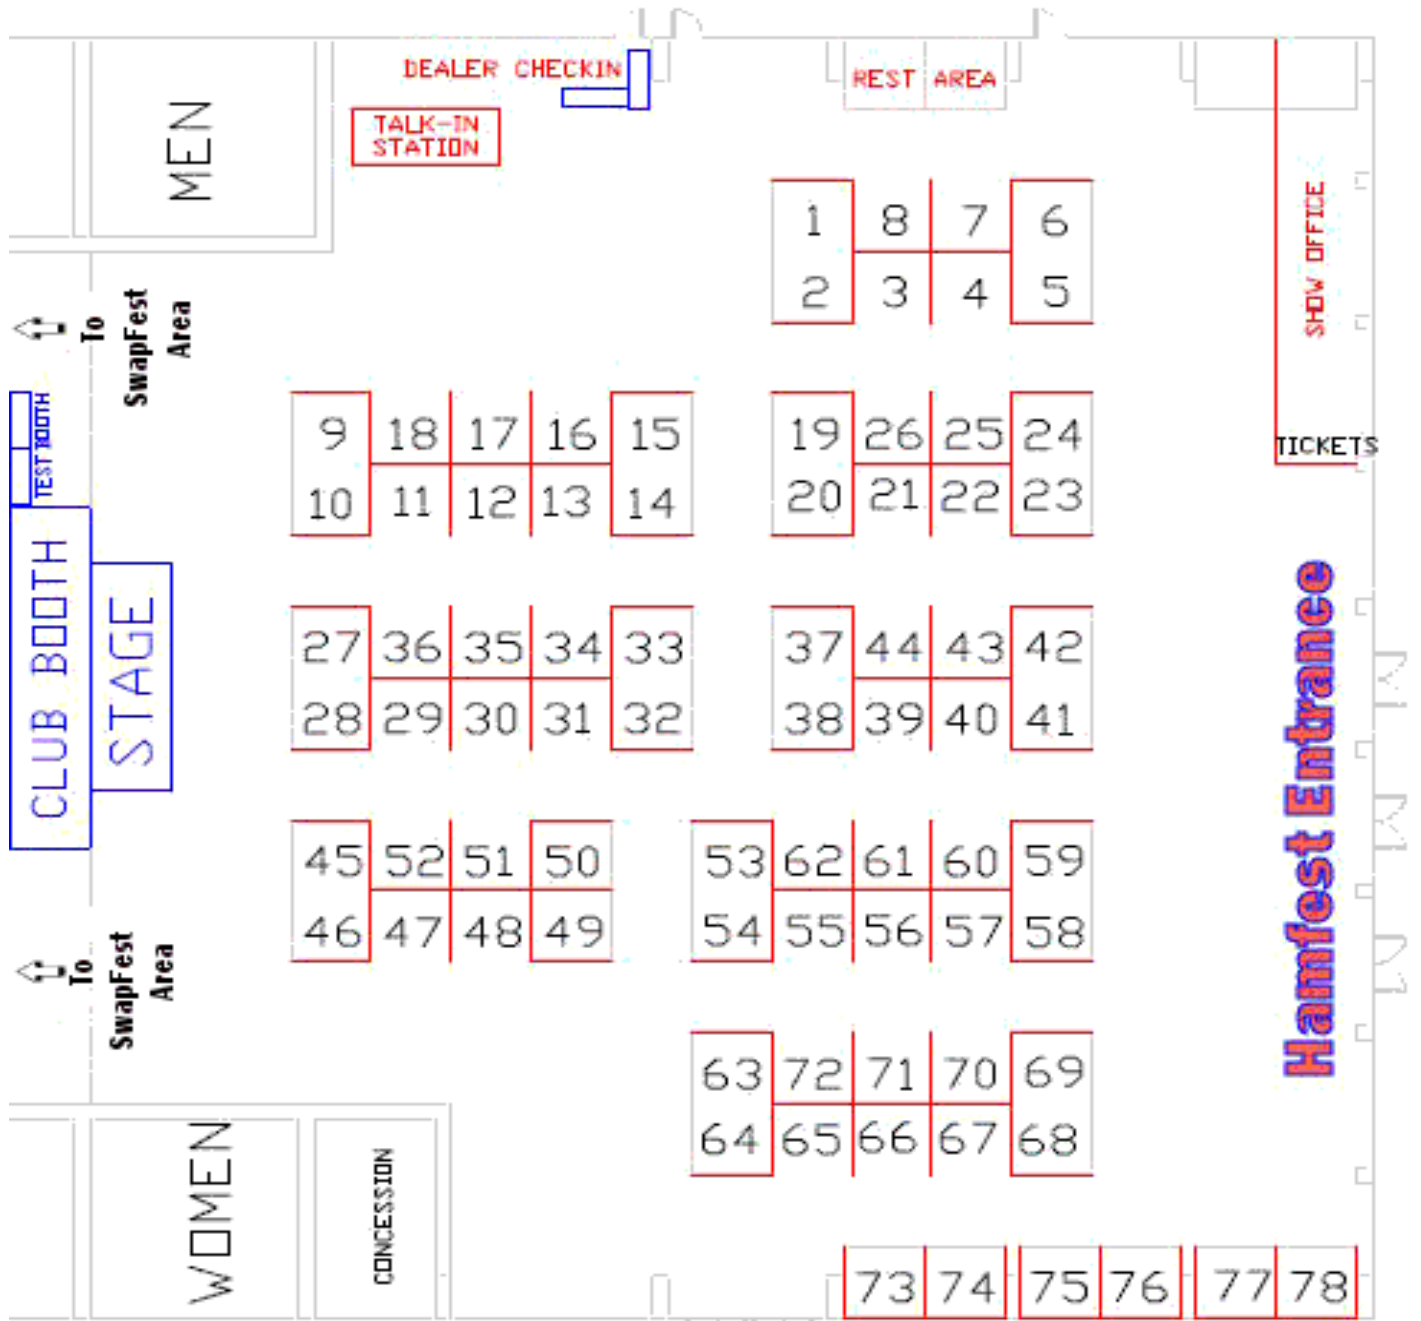 DEALER CHECKIN
REST AREA
TALK-IN
STATION
MEN
SHOW OFFICE
1 8 7 6
2 3 4 5
To
SwapFest
Area
9 18 17 16 15
19 26 25 24
TICKETS
TEST BOOTH
10 11 12 13 14
20 21 22 23
CLUB BOOTH
STAGE
Hamfest Entrance
27 36 35 34 33
37 44 43 42
28 29 30 31 32
38 39 40 41
45 52 51 50
53 62 61 60 59
46 47 48 49
54 55 56 57 58
To
SwapFest
Area
63 72 71 70 69
64 65 66 67 68
WOMEN
CONCESSION
73 74 75 76 77 78